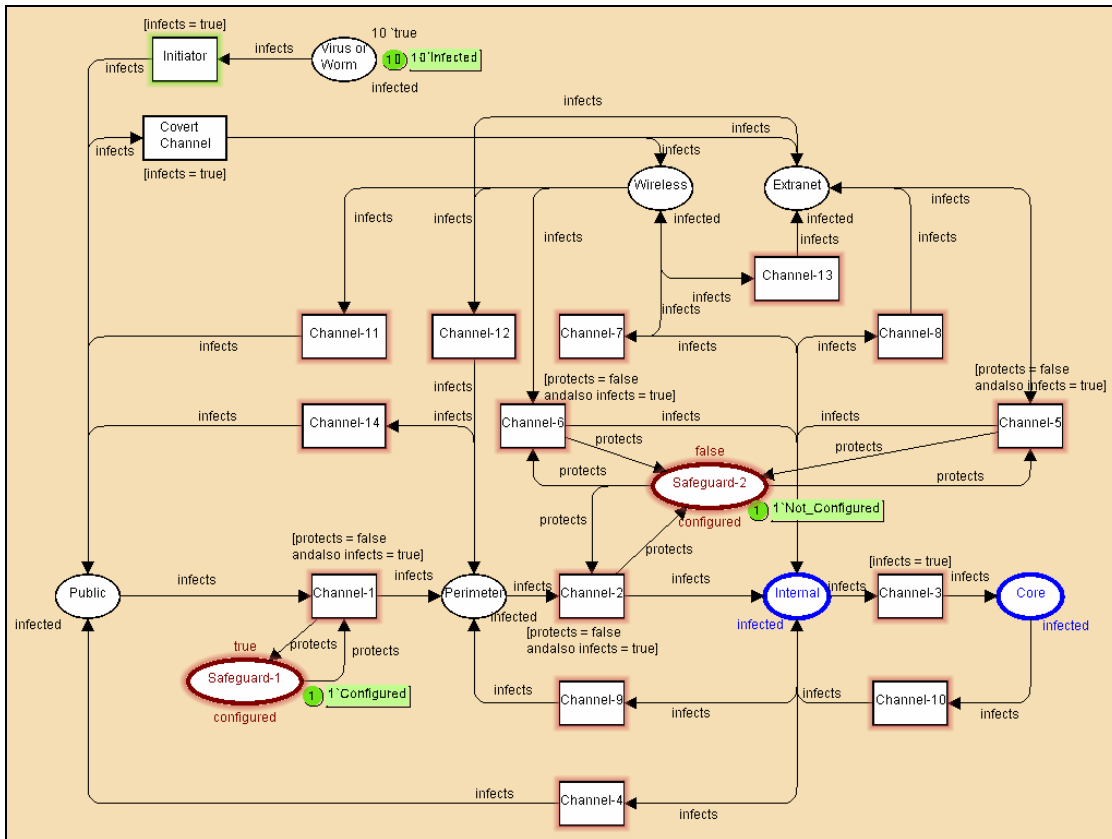 [infects = true]
Initiator
infects
infects
Virus or
Worm
10 `true
10
10`Infected
infected
Covert
Channel
infects
[infects = true]
infects
infects
infects
Wireless
infected
Extranet
infected
infects
infects
infects
infects
infects
infects
infects
Channel-13
infects
infects
Channel-11
infects
Channel-12
Channel-7
infects
infects
Channel-8
infects
[protects = false
andalso infects = true]
[protects = false
andalso infects = true]
infects
Channel-14
infects
Channel-6
infects
infects
Channel-5
protects
protects
false
protects
Safeguard-2
protects
1
1`Not_Configured
configured
protects
protects
[protects = false
andalso infects = true]
[infects = true]
Public
infected
infects
Channel-1
infects
Perimeter
infected
infects
Channel-2
infects
Internal
infected
infects
Channel-3
infects
Core
infected
[protects = false
andalso infects = true]
true
protects
protects
Safeguard-1
1
1`Configured
configured
infects
Channel-9
infects
infects
Channel-10
infects
infects
Channel-4
infects